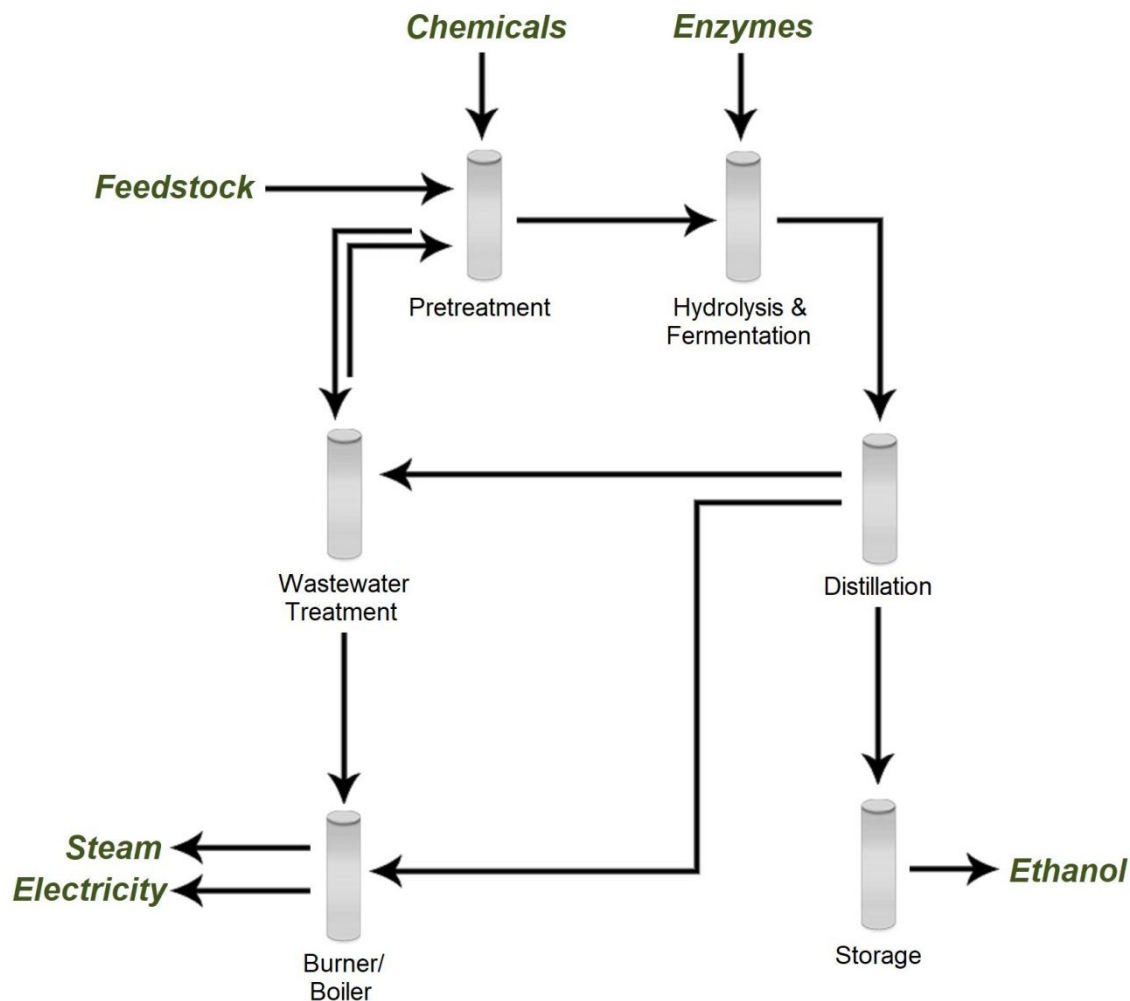 Chemicals
Enzymes
Feedstock
Pretreatment
Hydrolysis &
Fermentation
Wastewater
Treatment
Distillation
Steam
Electricity
Ethanol
Burner/
Boiler
Storage